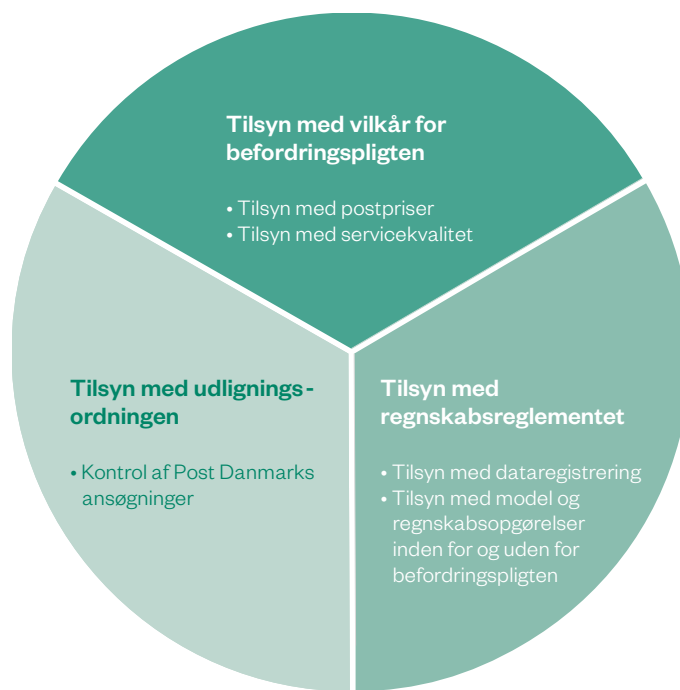 Tilsyn med vilkår for
befordringspligten
• Tilsyn med postpriser
• Tilsyn med servicekvalitet
Tilsyn med udlignings-
ordningen
• Kontrol af Post Danmarks
ansøgninger
Tilsyn med
regnskabsreglementet
• Tilsyn med dataregistrering
• Tilsyn med model og
regnskabsopgørelser
inden for og uden for
befordringspligten